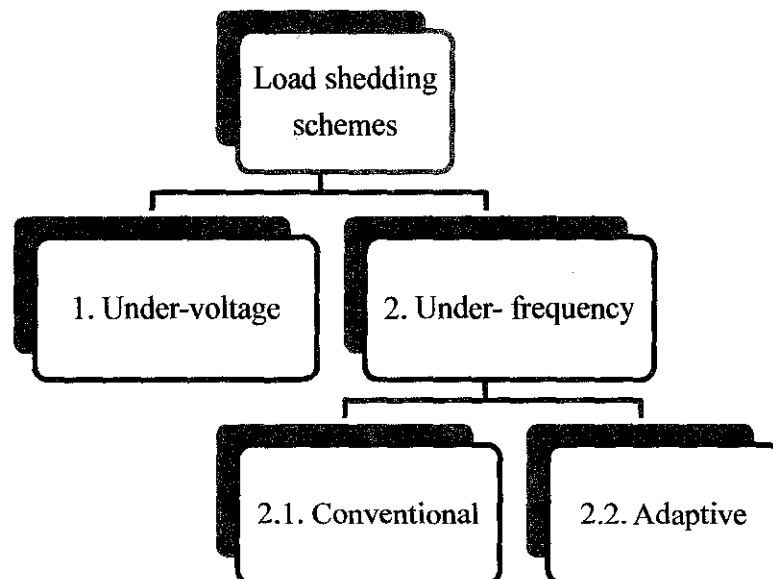 Load shedding
schemes
1. Under-voltage
2. Under- frequency
2.1. Conventional
2.2. Adaptive